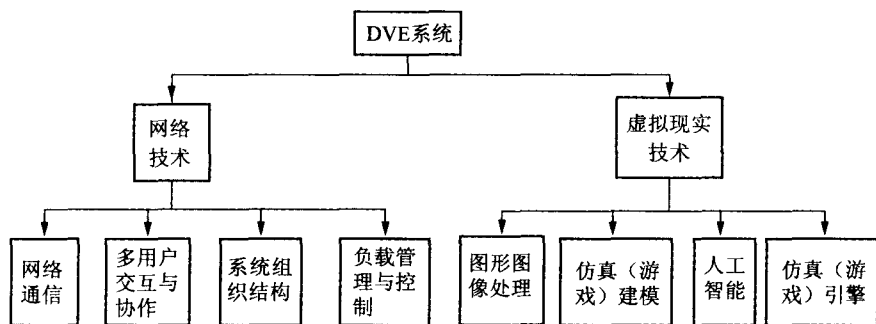 DVE系统
网络
技术
虚拟现实
技术
网络
通信
多用户
交互与
协作
系统组
织结构
负载管
理与控
制
图形图
像处理
仿真（游
戏）建模
人工
智能
仿真（游
戏）引擎